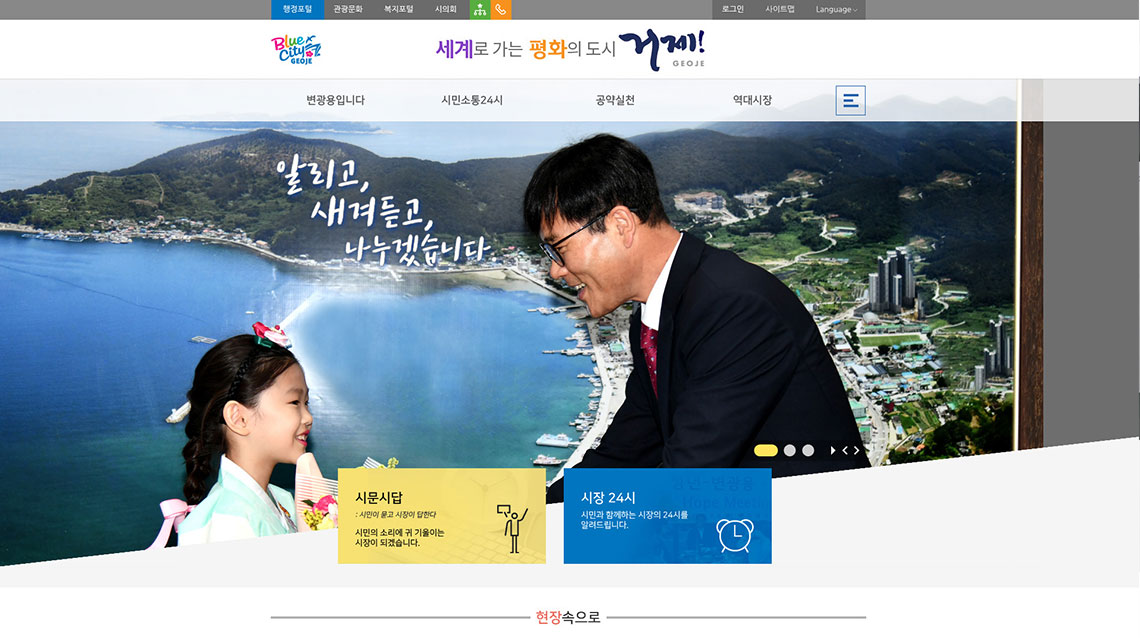 행정포털 관광문화 복지포털 시의회 로그인 사이트맵 Language
Blue City GEOJE
세계로 가는 평화의 도시 거제!
GEOJE
변광용입니다 시민소통24시 공약실천 역대시장
알리고,
새겨듣고,
나누겠습니다.
시문시답
: 시민이 묻고 시장이 답한다
시민의 소리에 귀 기울이는
시장이 되겠습니다.
시장 24시
시민과 함께하는 시장의 24시를
알려드립니다.
현장속으로